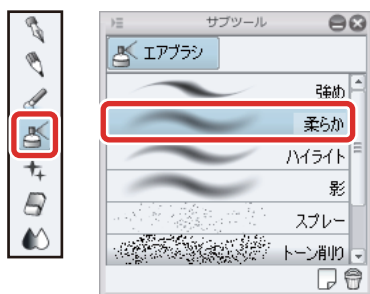 サブツール
エアブラシ
強め
柔らか
ハイライト
影
スプレー
トーン削り